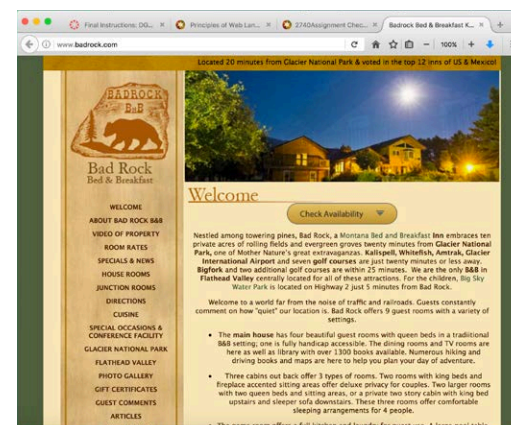 Final Instructions: DG...
Principles of Web Lan...
2740Assignment Chec...
Badrock Bed & Breakfast K...
www.badrock.com
100%
Located 20 minutes from Glacier National Park & voted in the top 12 inns of US & Mexico!
BADROCK
B&B
Bad Rock
Bed & Breakfast
WELCOME
ABOUT BAD ROCK B&B
VIDEO OF PROPERTY
ROOM RATES
SPECIALS & NEWS
HOUSE ROOMS
JUNCTION ROOMS
DIRECTIONS
CUISINE
SPECIAL OCCASIONS &
CONFERENCE FACILITY
GLACIER NATIONAL PARK
FLATHEAD VALLEY
PHOTO GALLERY
GIFT CERTIFICATES
GUEST COMMENTS
ARTICLES
Welcome
Check Availability
Nestled among towering pines, Bad Rock, a Montana Bed and Breakfast Inn embraces ten
private acres of rolling fields and evergreen groves twenty minutes from Glacier National
Park, one of Mother Nature's great extravaganzas. Kalispell, Whitefish, Amtrak, Glacier
International Airport and seven golf courses are just twenty minutes or less away.
Bigfork and two additional golf courses are within 25 minutes. We are the only B&B in
Flathead Valley centrally located for all of these attractions. For the children, Big Sky
Water Park is located on Highway 2 just 5 minutes from Bad Rock.
Welcome to a world far from the noise of traffic and railroads. Guests constantly
comment on how "quiet" our location is. Bad Rock offers 9 guest rooms with a variety of
settings.
• The main house has four beautiful guest rooms with queen beds in a traditional
B&B setting; one is fully handicap accessible. The dining rooms and TV rooms are
here as well as library with over 1300 books available. Numerous hiking and
driving books and maps are here to help you plan your day of adventure.
• Three cabins out back offer 3 types of rooms. Two rooms with king beds and
fireplace accented sitting areas offer deluxe privacy for couples. Two larger rooms
with two queen beds and sitting areas, or a private two story cabin with king bed
upstairs and sleeper sofa downstairs. These three rooms offer comfortable
sleeping arrangements for 4 people.